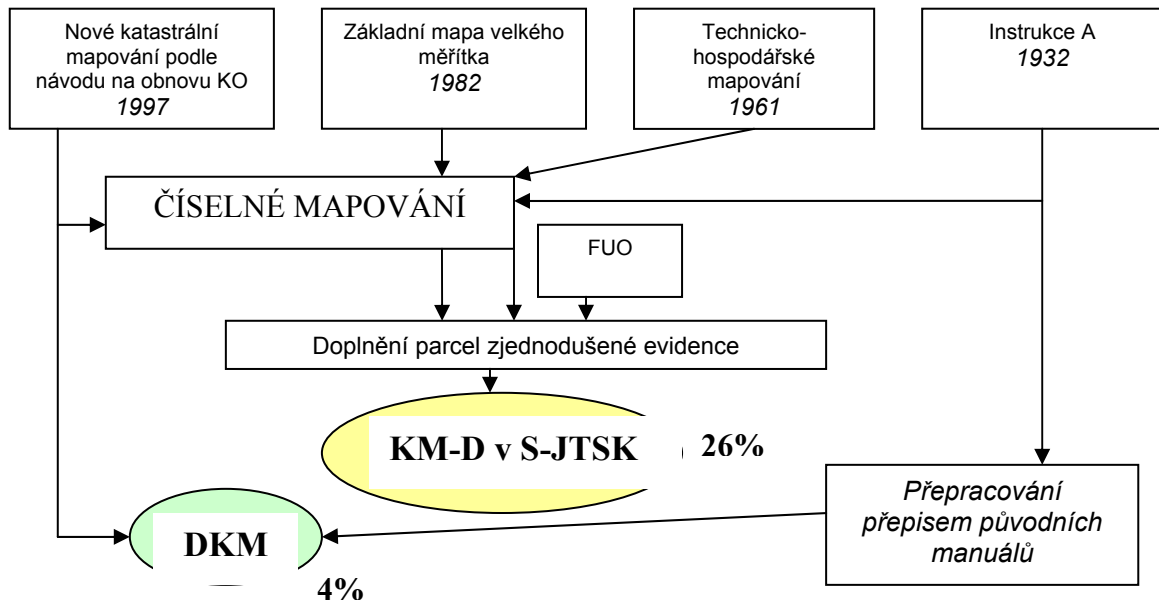 Nové katastrální
mapování podle
návodu na obnovu KO
1997
Základní mapa velkého
měřítka
1982
Technicko-
hospodářské
mapování
1961
Instrukce A
1932
ČÍSELNÉ MAPOVÁNÍ
FUO
Doplnění parcel zjednodušené evidence
KM-D v S-JTSK
26%
Přepracování
přepisem původních
manuálů
DKM
4%